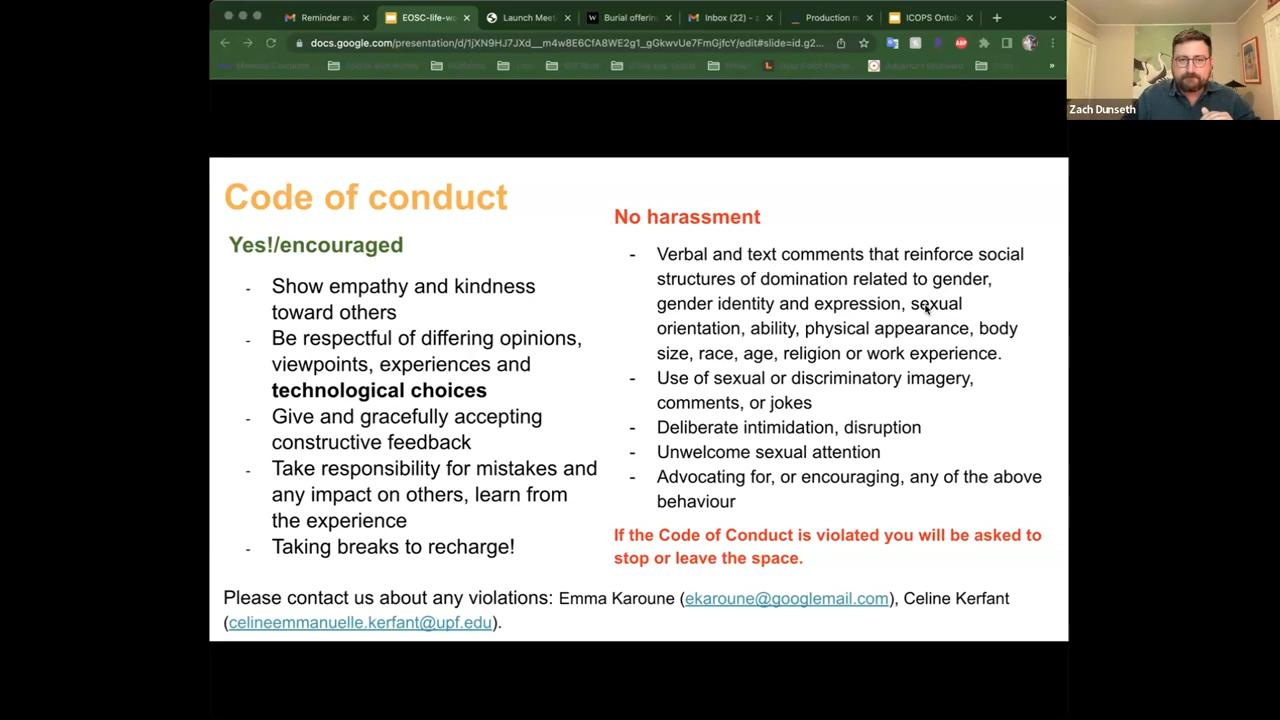 Reminder an
EOSC-life-wo
Launch Meet
Burial offerin
Inbox (22) - z
Production m
ICOPS Ontol
docs.google.com/presentation/d/1jXN9HJ7JXd__m4w8E6CfA8WE2g1_gGkwvUe7FmGjfcY/edit#slide=id.g2...
Zach Dunseth
Code of conduct
Yes!/encouraged
- Show empathy and kindness
toward others
- Be respectful of differing opinions,
viewpoints, experiences and
technological choices
- Give and gracefully accepting
constructive feedback
- Take responsibility for mistakes and
any impact on others, learn from
the experience
- Taking breaks to recharge!
No harassment
- Verbal and text comments that reinforce social
structures of domination related to gender,
gender identity and expression, sexual
orientation, ability, physical appearance, body
size, race, age, religion or work experience.
- Use of sexual or discriminatory imagery,
comments, or jokes
- Deliberate intimidation, disruption
- Unwelcome sexual attention
- Advocating for, or encouraging, any of the above
behaviour
If the Code of Conduct is violated you will be asked to
stop or leave the space.
Please contact us about any violations: Emma Karoune (ekaroune@googlemail.com), Celine Kerfant
(celineemmanuelle.kerfant@upf.edu).